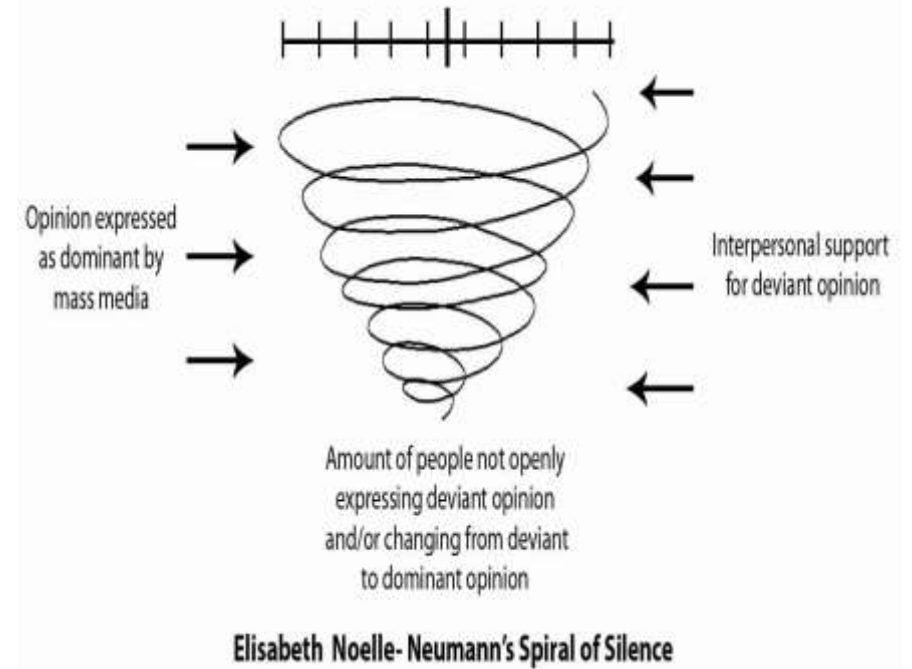 Opinion expressed
as dominant by
mass media
Interpersonal support
for deviant opinion
Amount of people not openly
expressing deviant opinion
and/or changing from deviant
to dominant opinion
Elisabeth Noelle- Neumann's Spiral of Silence